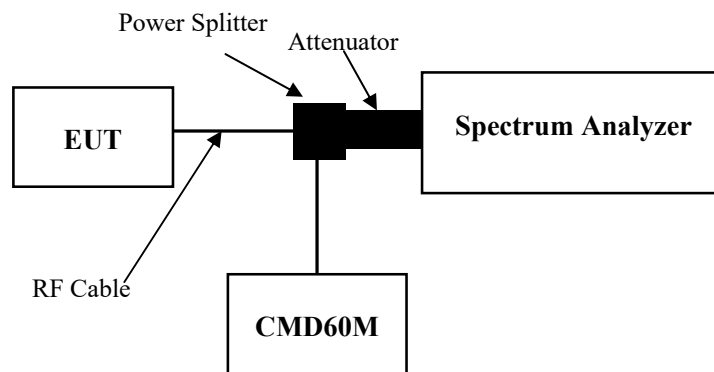 Power Splitter
Attenuator
EUT
Spectrum Analyzer
RF Cable
CMD60M